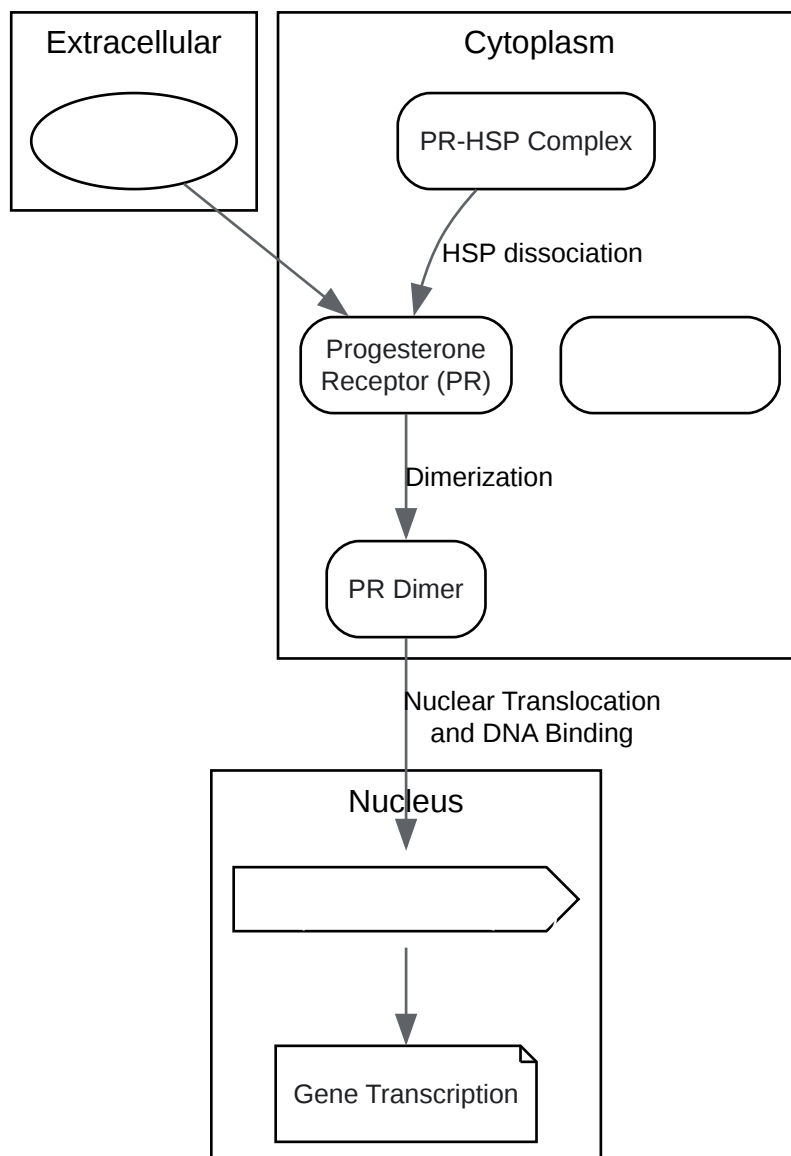 Extracellular
Cytoplasm
PR-HSP Complex
HSP dissociation
Progesterone
Receptor (PR)
Dimerization
PR Dimer
Nuclear Translocation
and DNA Binding
Nucleus
Gene Transcription